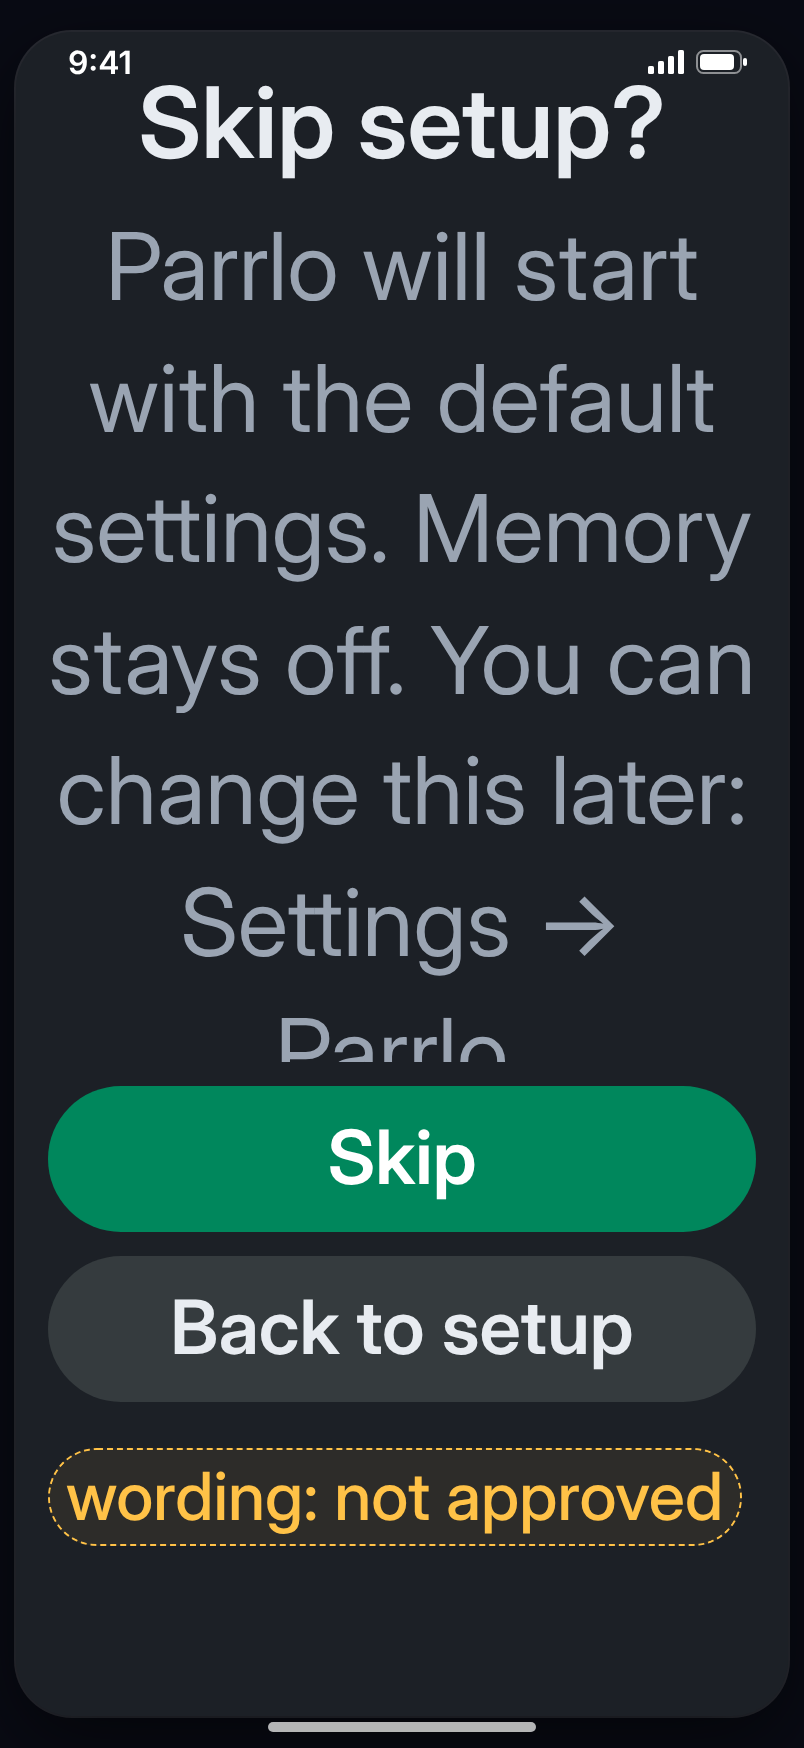 9:41
Skip setup?
Parrlo will start
with the default
settings. Memory
stays off. You can
change this later:
Settings →
Parrlo
Skip
Back to setup
wording: not approved